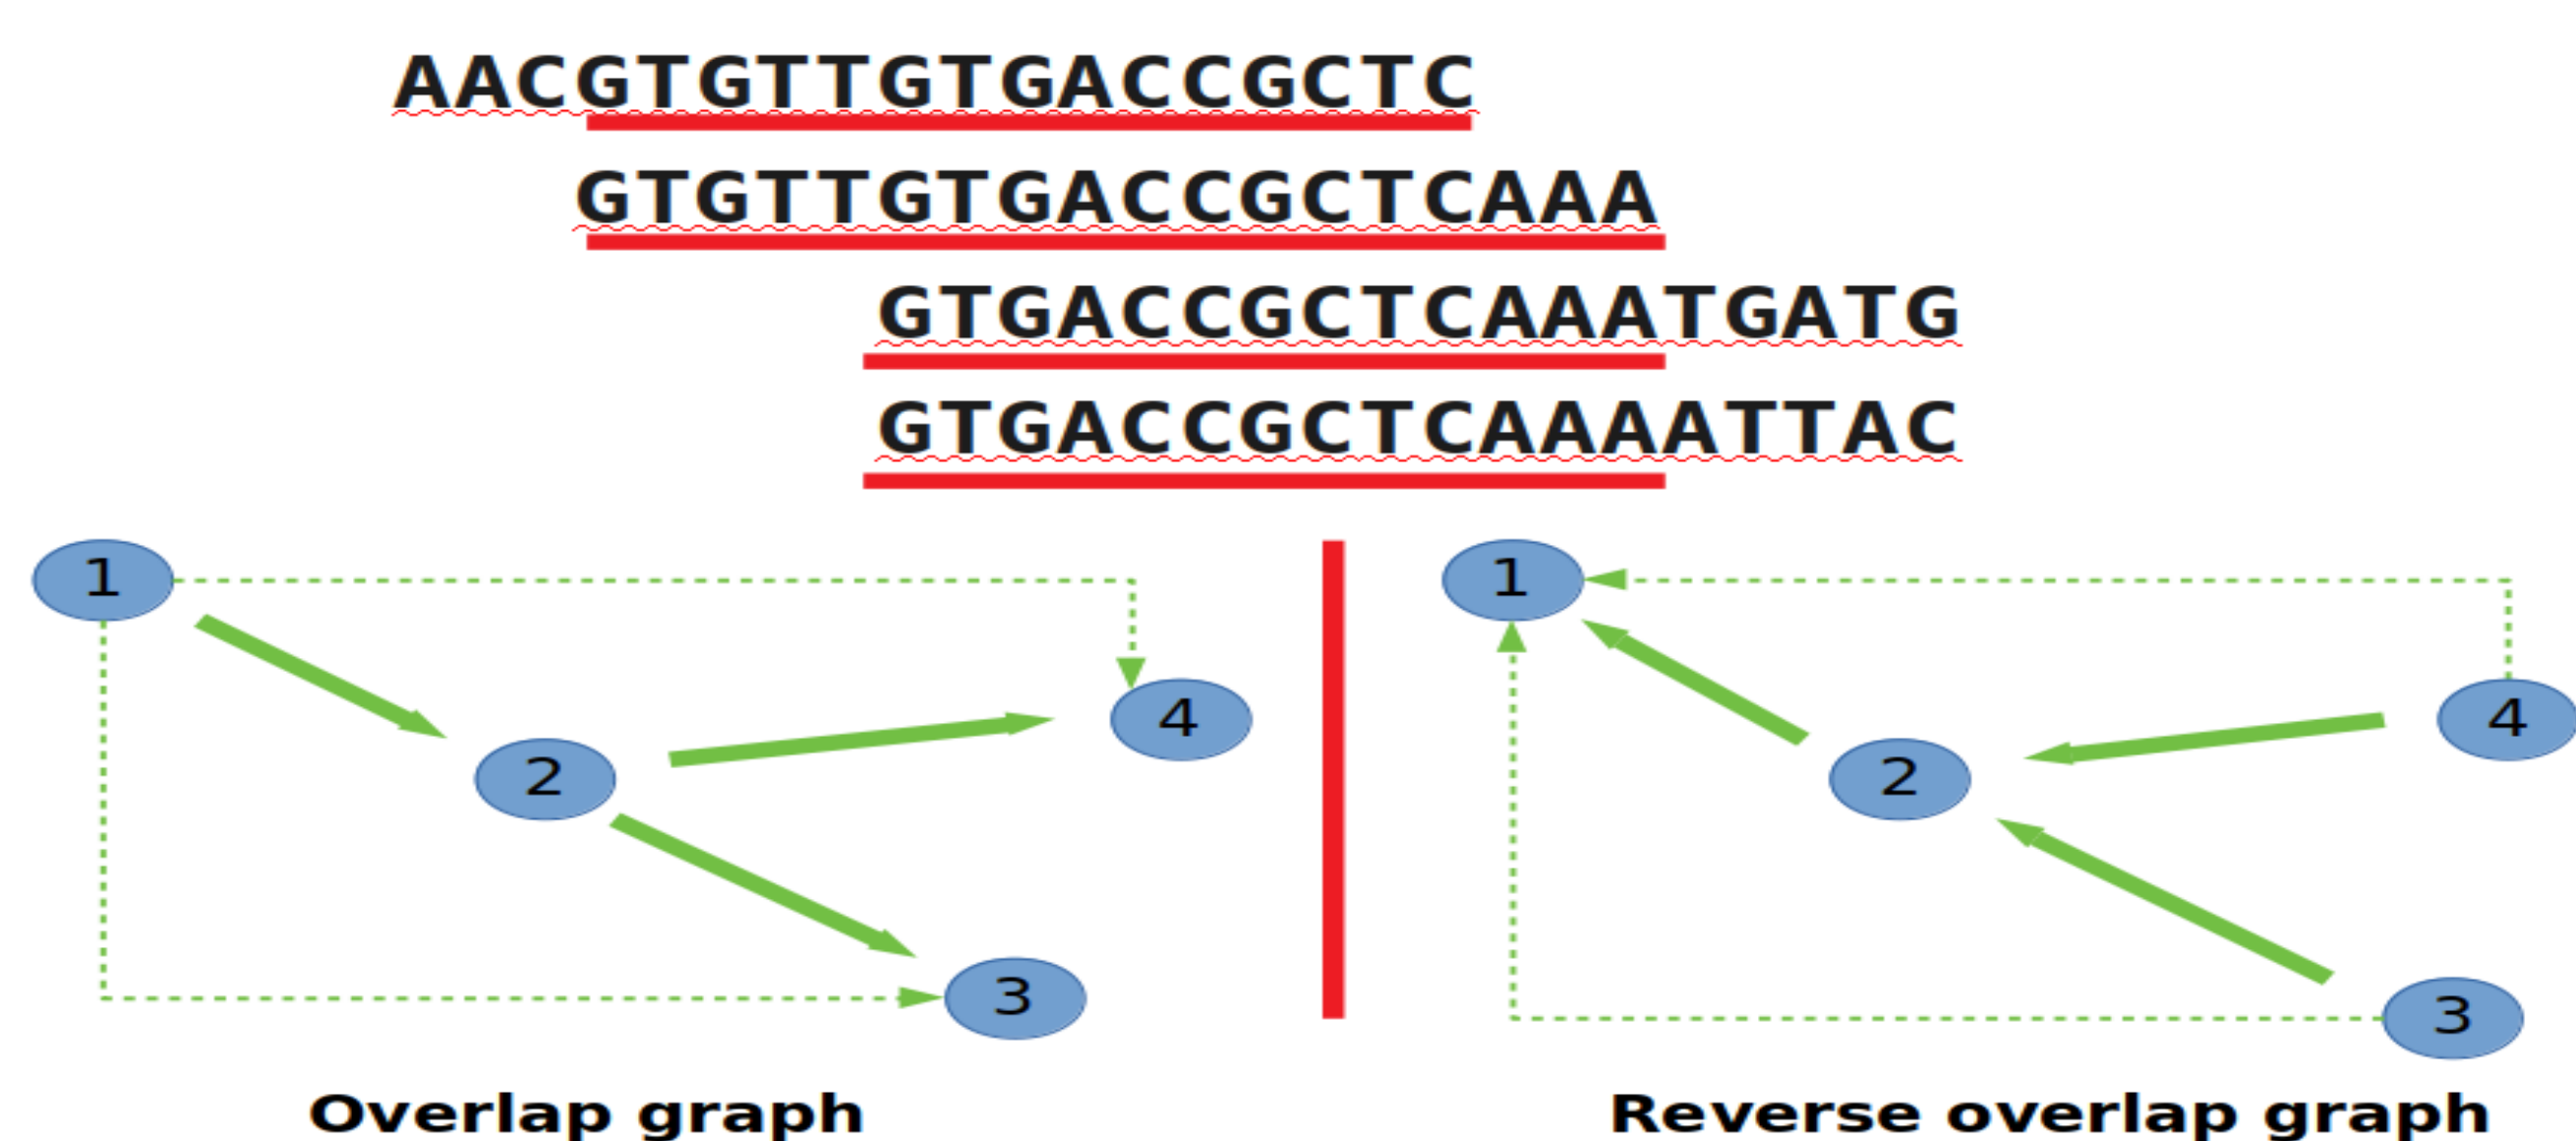 AACGTGTTGTGACCGCTC
GTGTTGTGACCGCTCAAA
GTGACCGCTCAAATGATG
GTGACCGCTCAAAATTAC
1
1
4
4
2
2
3
3
Overlap graph
Reverse overlap graph